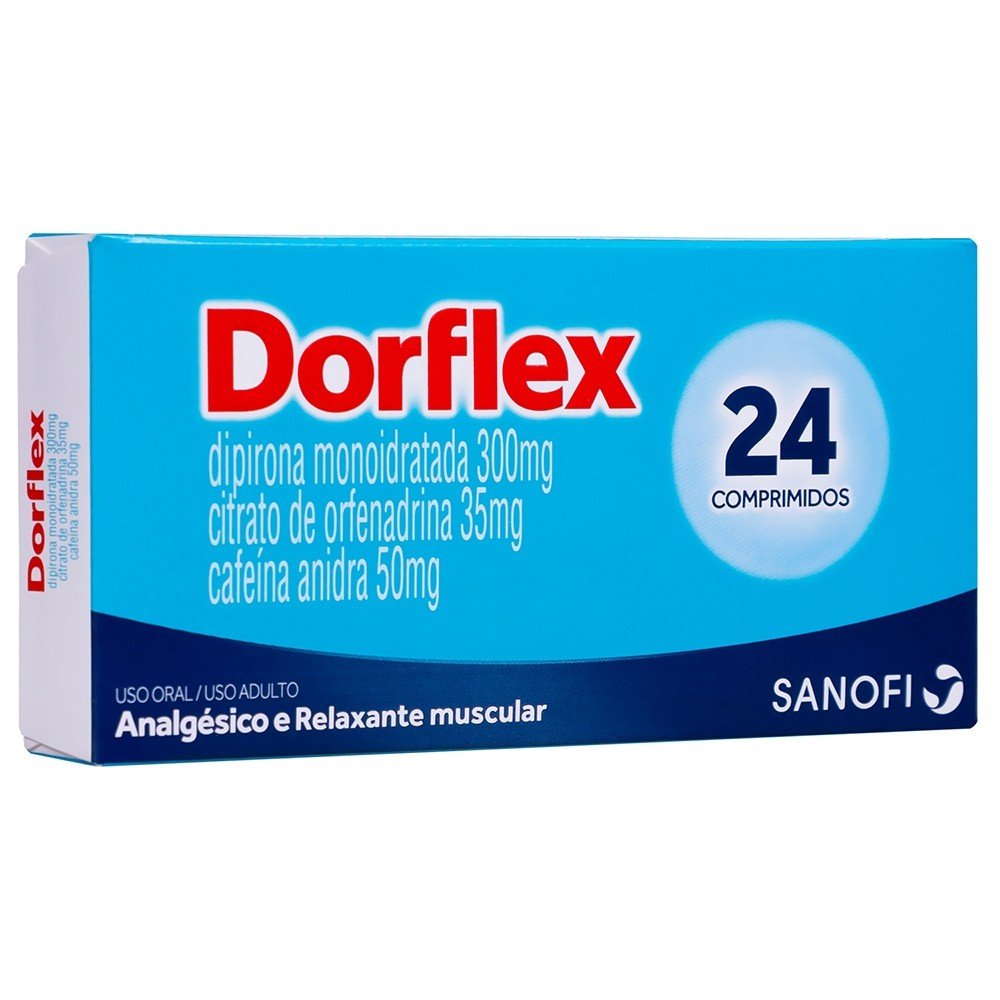 Dorflex
dipirona monoidratada 300mg
citrato de orfenadrina 35mg
cafeína anidra 50mg
24
COMPRIMIDOS
USO ORAL / USO ADULTO
Analgésico e Relaxante muscular
SANOFI
Dorflex
dipirona monoidratada 300mg
citrato de orfenadrina 35mg
cafeína anidra 50mg